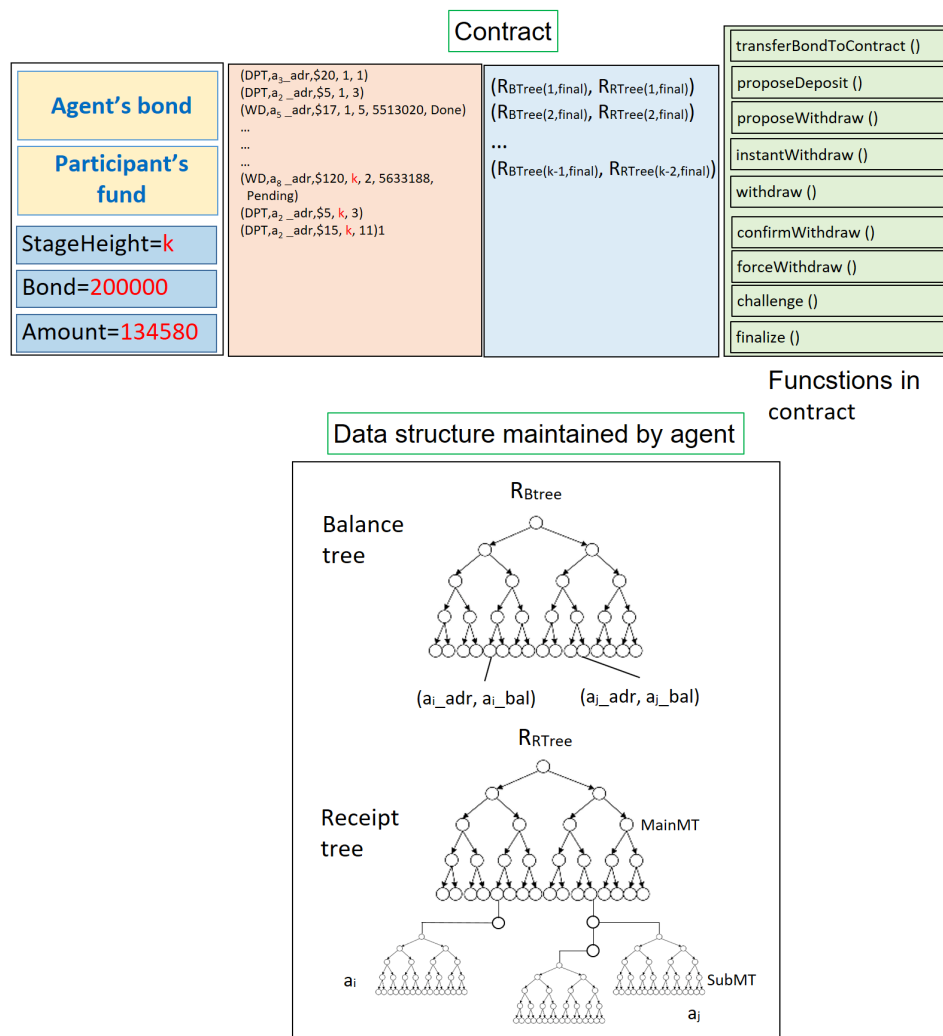 Contract
Agent's bond
Participant's
fund
StageHeight=k
Bond=200000
Amount=134580
(DPT,a3_adr,$20, 1, 1)
(DPT,a2_adr,$5, 1, 3)
(WD,a5_adr,$17, 1, 5, 5513020, Done)
...
...
...
(WD,a8_adr,$120, k, 2, 5633188,
Pending)
(DPT,a2_adr,$5, k, 3)
(DPT,a2_adr,$15, k, 11)1
(RBTree(1,final), RRTree(1,final))
(RBTree(2,final), RRTree(2,final))
...
(RBTree(k-1,final), RRTree(k-2,final))
transferBondToContract ()
proposeDeposit ()
proposeWithdraw ()
instantWithdraw ()
withdraw ()
confirmWithdraw ()
forceWithdraw ()
challenge ()
finalize ()
Funcstions in
contract
Data structure maintained by agent
RBtree
Balance
tree
(ai_adr, ai_bal)
(aj_adr, aj_bal)
RRTree
Receipt
tree
MainMT
ai
SubMT
aj